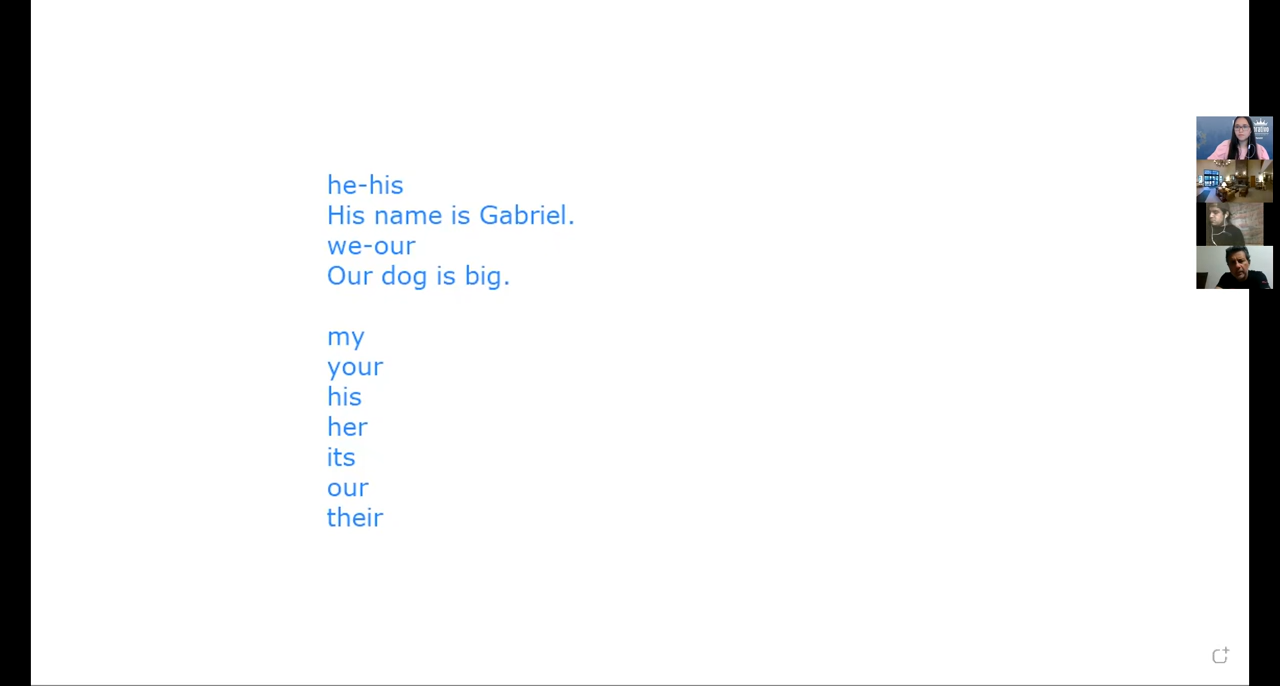 he-his
His name is Gabriel.
we-our
Our dog is big.
my
your
his
her
its
our
their